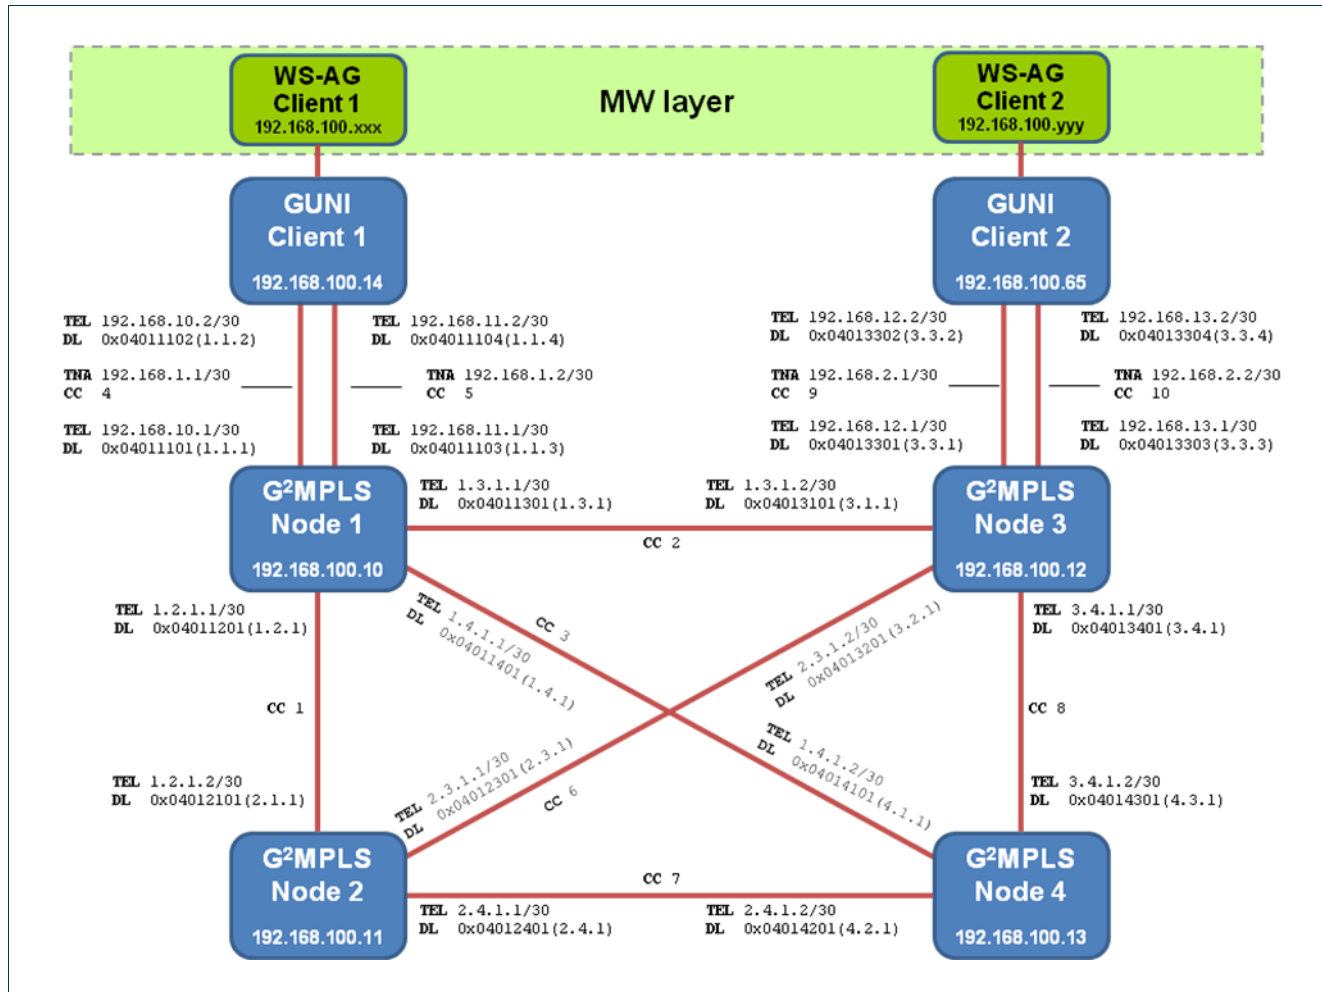 WS-AG
Client 1
192.168.100.xxx
MW layer
WS-AG
Client 2
192.168.100.yyy
GUNI
Client 1
192.168.100.14
GUNI
Client 2
192.168.100.65
TEL 192.168.10.2/30
DL 0x04011102(1.1.2)
TEL 192.168.11.2/30
DL 0x04011104(1.1.4)
TEL 192.168.12.2/30
DL 0x04013302(3.3.2)
TEL 192.168.13.2/30
DL 0x04013304(3.3.4)
TNA 192.168.1.1/30
CC 4
TNA 192.168.1.2/30
CC 5
TNA 192.168.2.1/30
CC 9
TNA 192.168.2.2/30
CC 10
TEL 192.168.10.1/30
DL 0x04011101(1.1.1)
TEL 192.168.11.1/30
DL 0x04011103(1.1.3)
TEL 192.168.12.1/30
DL 0x04013301(3.3.1)
TEL 192.168.13.1/30
DL 0x04013303(3.3.3)
G²MPLS
Node 1
192.168.100.10
TEL 1.3.1.1/30
DL 0x04011301(1.3.1)
TEL 1.3.1.2/30
DL 0x04013101(3.1.1)
CC 2
G²MPLS
Node 3
192.168.100.12
TEL 1.2.1.1/30
DL 0x04011201(1.2.1)
TEL 1.4.1.1/30
DL 0x04011401(1.4.1)
CC 3
TEL 2.3.1.2/30
DL 0x04013201(3.2.1)
TEL 3.4.1.1/30
DL 0x04013401(3.4.1)
CC 1
CC 8
TEL 1.2.1.2/30
DL 0x04012101(2.1.1)
TEL 2.3.1.1/30
DL 0x04012301(2.3.1)
CC 6
TEL 1.4.1.2/30
DL 0x04014101(4.1.1)
TEL 3.4.1.2/30
DL 0x04014301(4.3.1)
G²MPLS
Node 2
192.168.100.11
CC 7
TEL 2.4.1.1/30
DL 0x04012401(2.4.1)
TEL 2.4.1.2/30
DL 0x04014201(4.2.1)
G²MPLS
Node 4
192.168.100.13